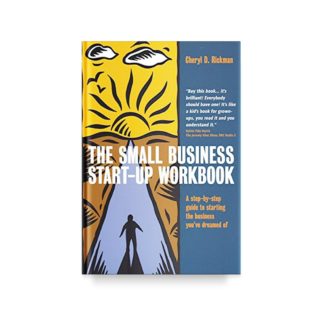 Cheryl D. Rickman
"Buy this book... it's
brilliant! Everybody
should have one! It's like
a kid's book for grown-
ups, you read it and you
understand it."
THE SMALL BUSINESS
START-UP WORKBOOK
A step-by-step
guide to starting
the business
you've dreamed of